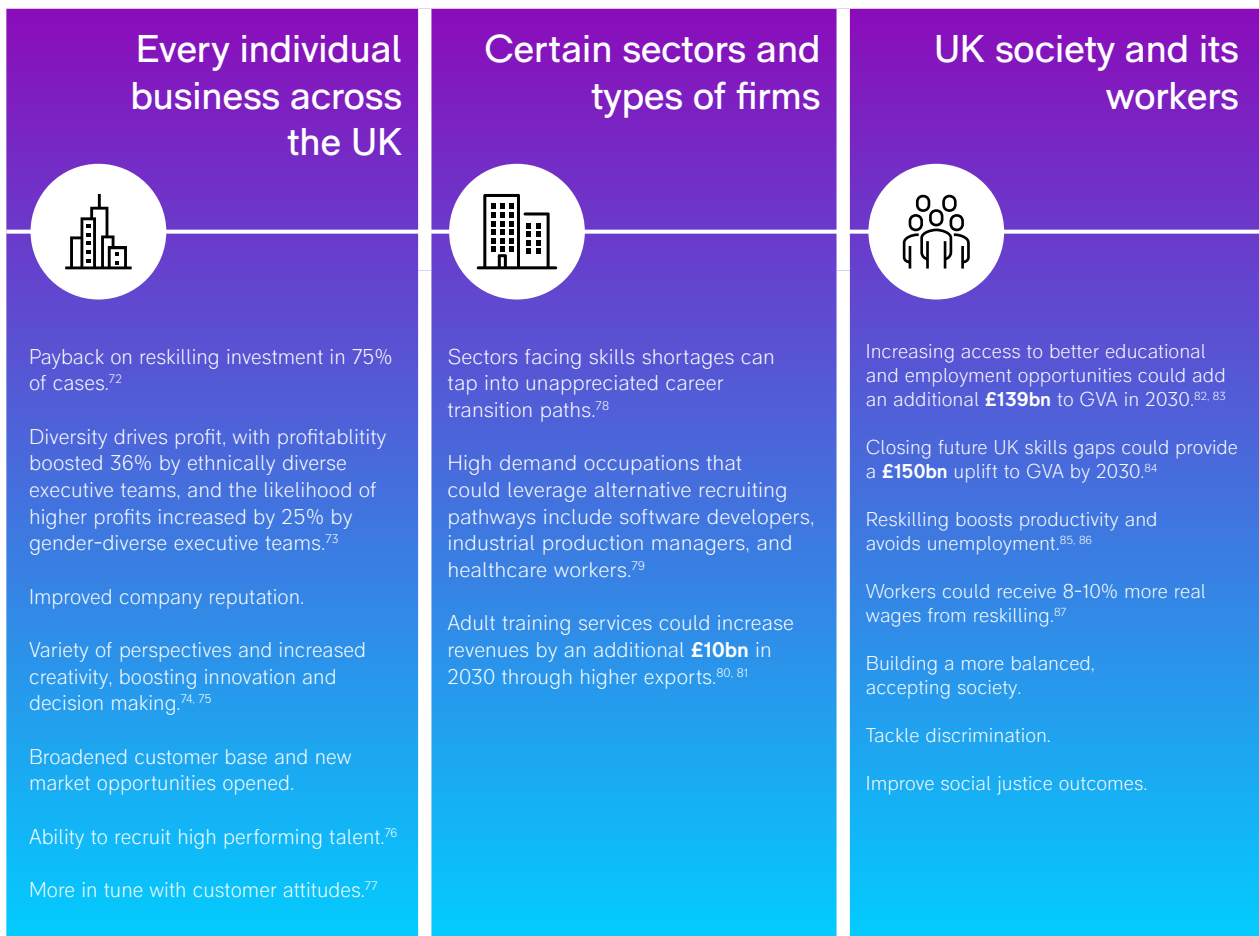 Every individual
business across
the UK
Payback on reskilling investment in 75%
of cases.72
Diversity drives profit, with profitablitity
boosted 36% by ethnically diverse
executive teams, and the likelihood of
higher profits increased by 25% by
gender-diverse executive teams.73
Improved company reputation.
Variety of perspectives and increased
creativity, boosting innovation and
decision making.74, 75
Broadened customer base and new
market opportunities opened.
Ability to recruit high performing talent.76
More in tune with customer attitudes.77
Certain sectors and
types of firms
Sectors facing skills shortages can
tap into unappreciated career
transition paths.78
High demand occupations that
could leverage alternative recruiting
pathways include software developers,
industrial production managers, and
healthcare workers.79
Adult training services could increase
revenues by an additional £10bn in
2030 through higher exports.80, 81
UK society and its
workers
Increasing access to better educational
and employment opportunities could add
an additional £139bn to GVA in 2030.82, 83
Closing future UK skills gaps could provide
a £150bn uplift to GVA by 2030.84
Reskilling boosts productivity and
avoids unemployment.85, 86
Workers could receive 8-10% more real
wages from reskilling.87
Building a more balanced,
accepting society.
Tackle discrimination.
Improve social justice outcomes.